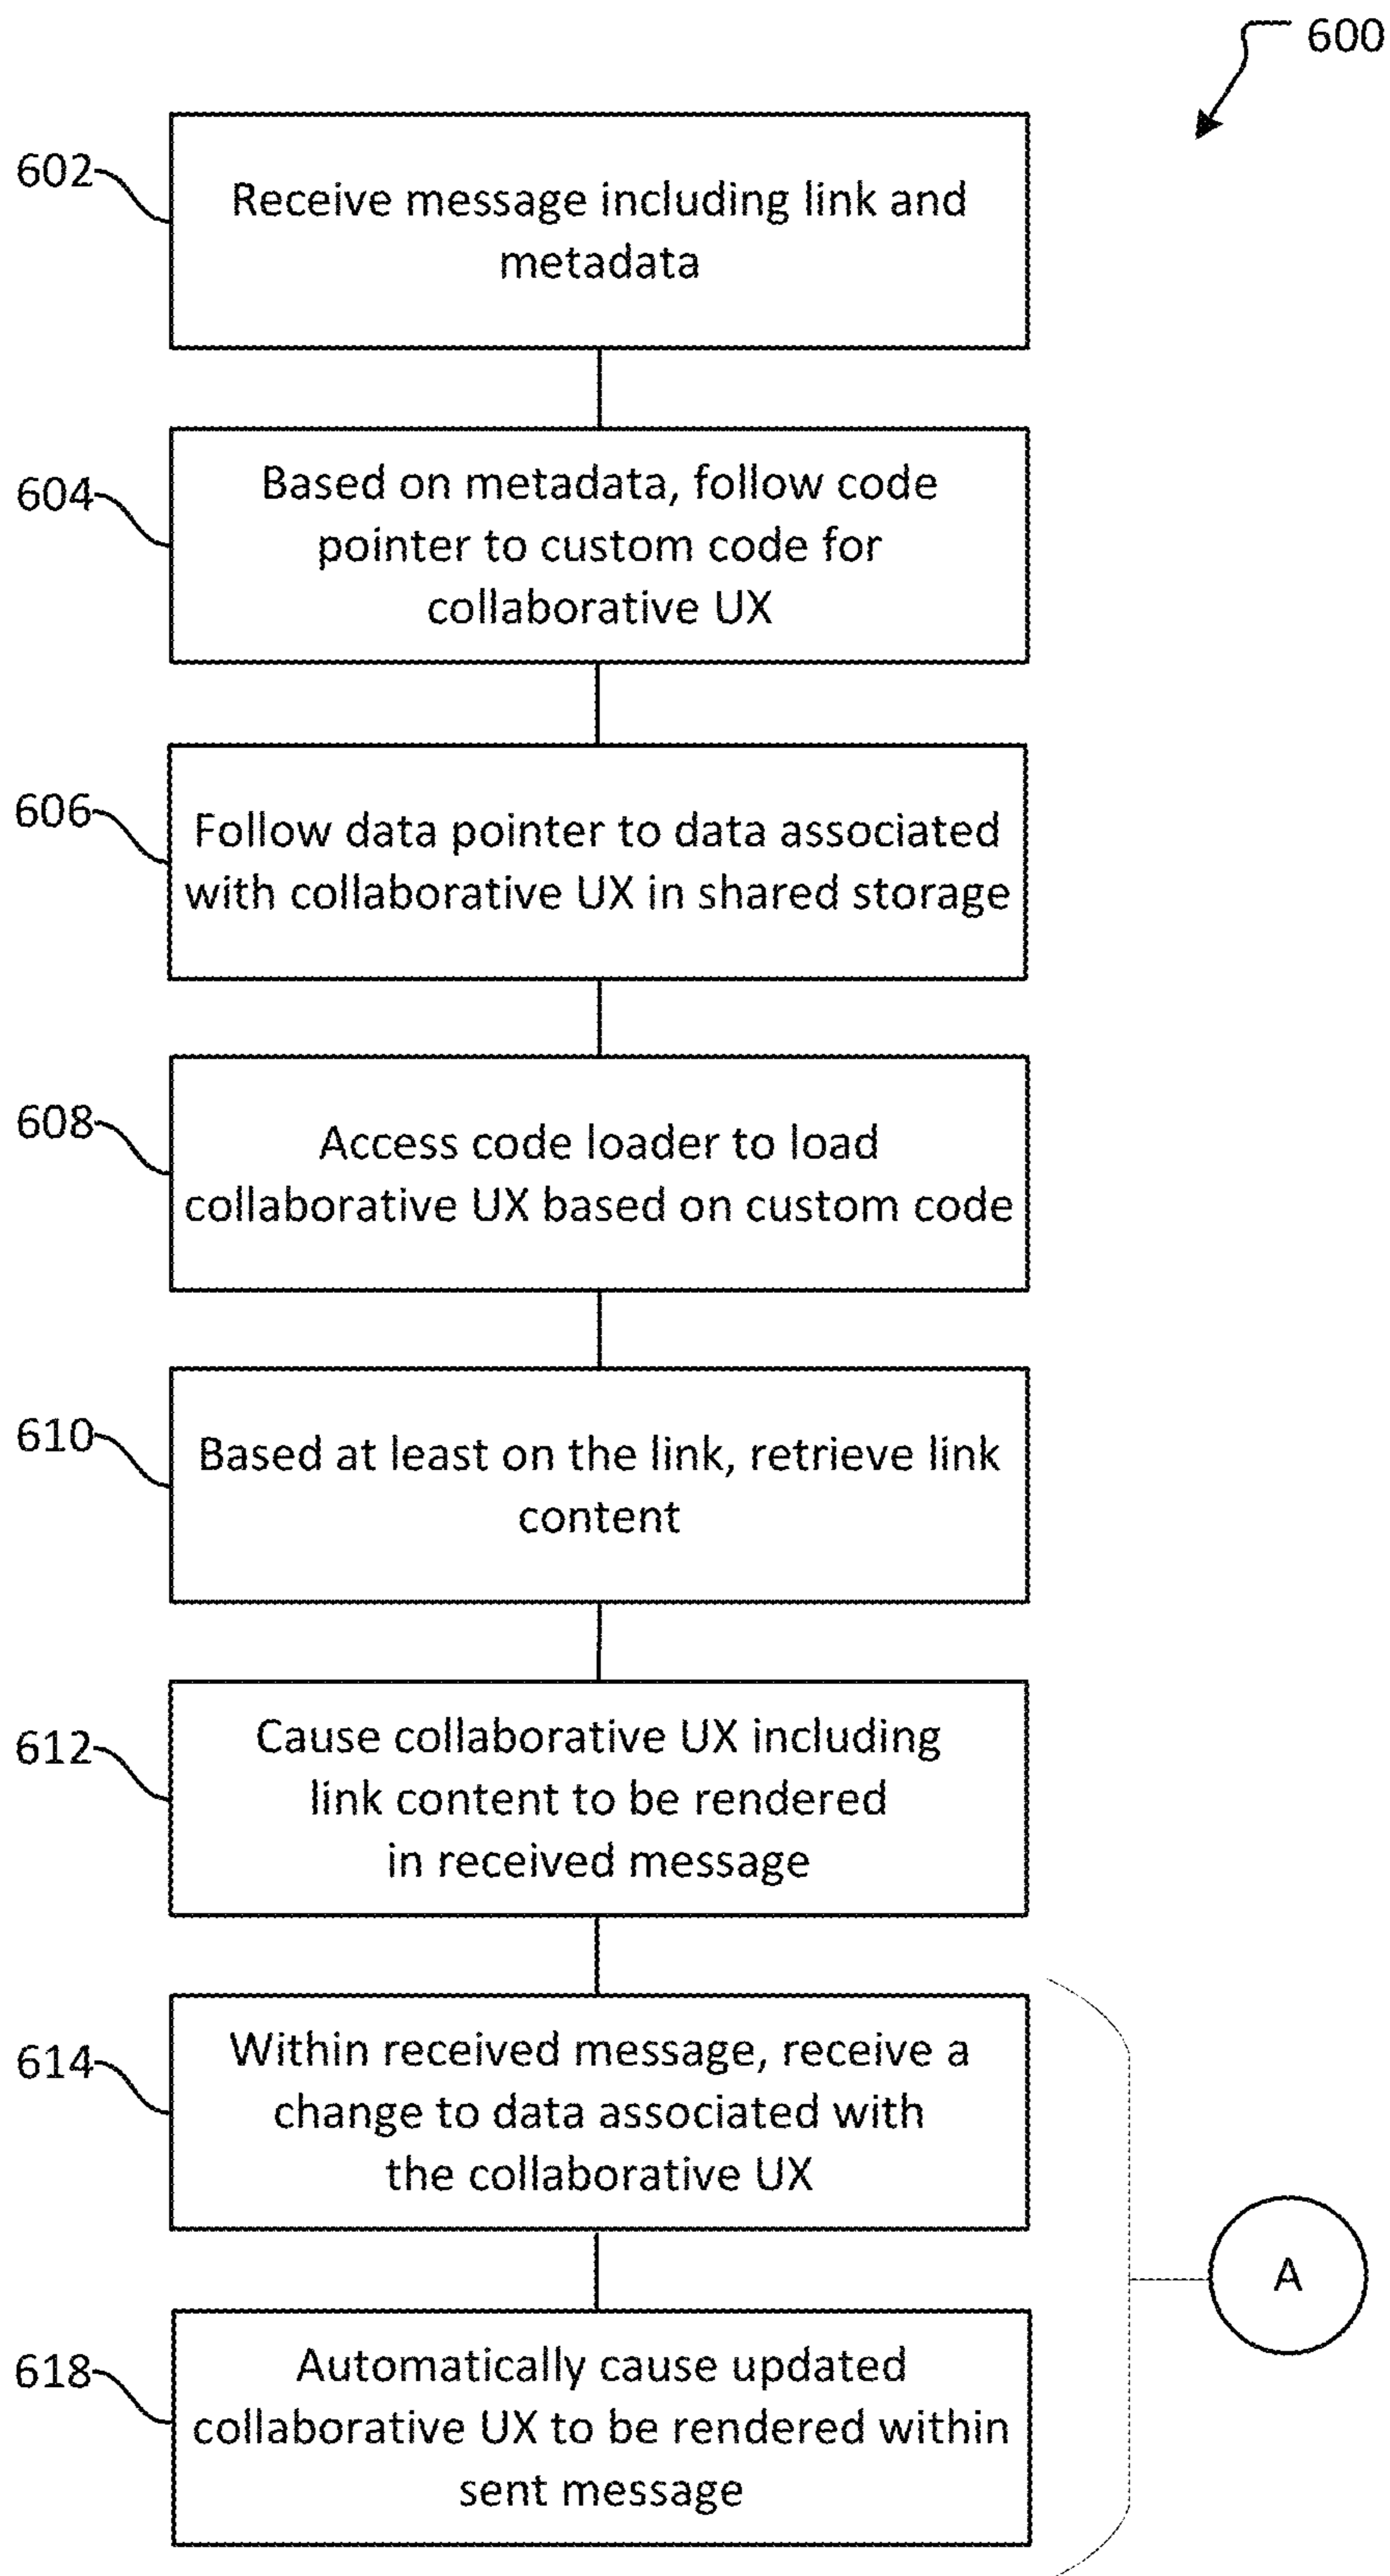 600
602
Receive message including link and
metadata
604
Based on metadata, follow code
pointer to custom code for
collaborative UX
606
Follow data pointer to data associated
with collaborative UX in shared storage
608
Access code loader to load
collaborative UX based on custom code
610
Based at least on the link, retrieve link
content
612
Cause collaborative UX including
link content to be rendered
in received message
614
Within received message, receive a
change to data associated with
the collaborative UX
A
618
Automatically cause updated
collaborative UX to be rendered within
sent message